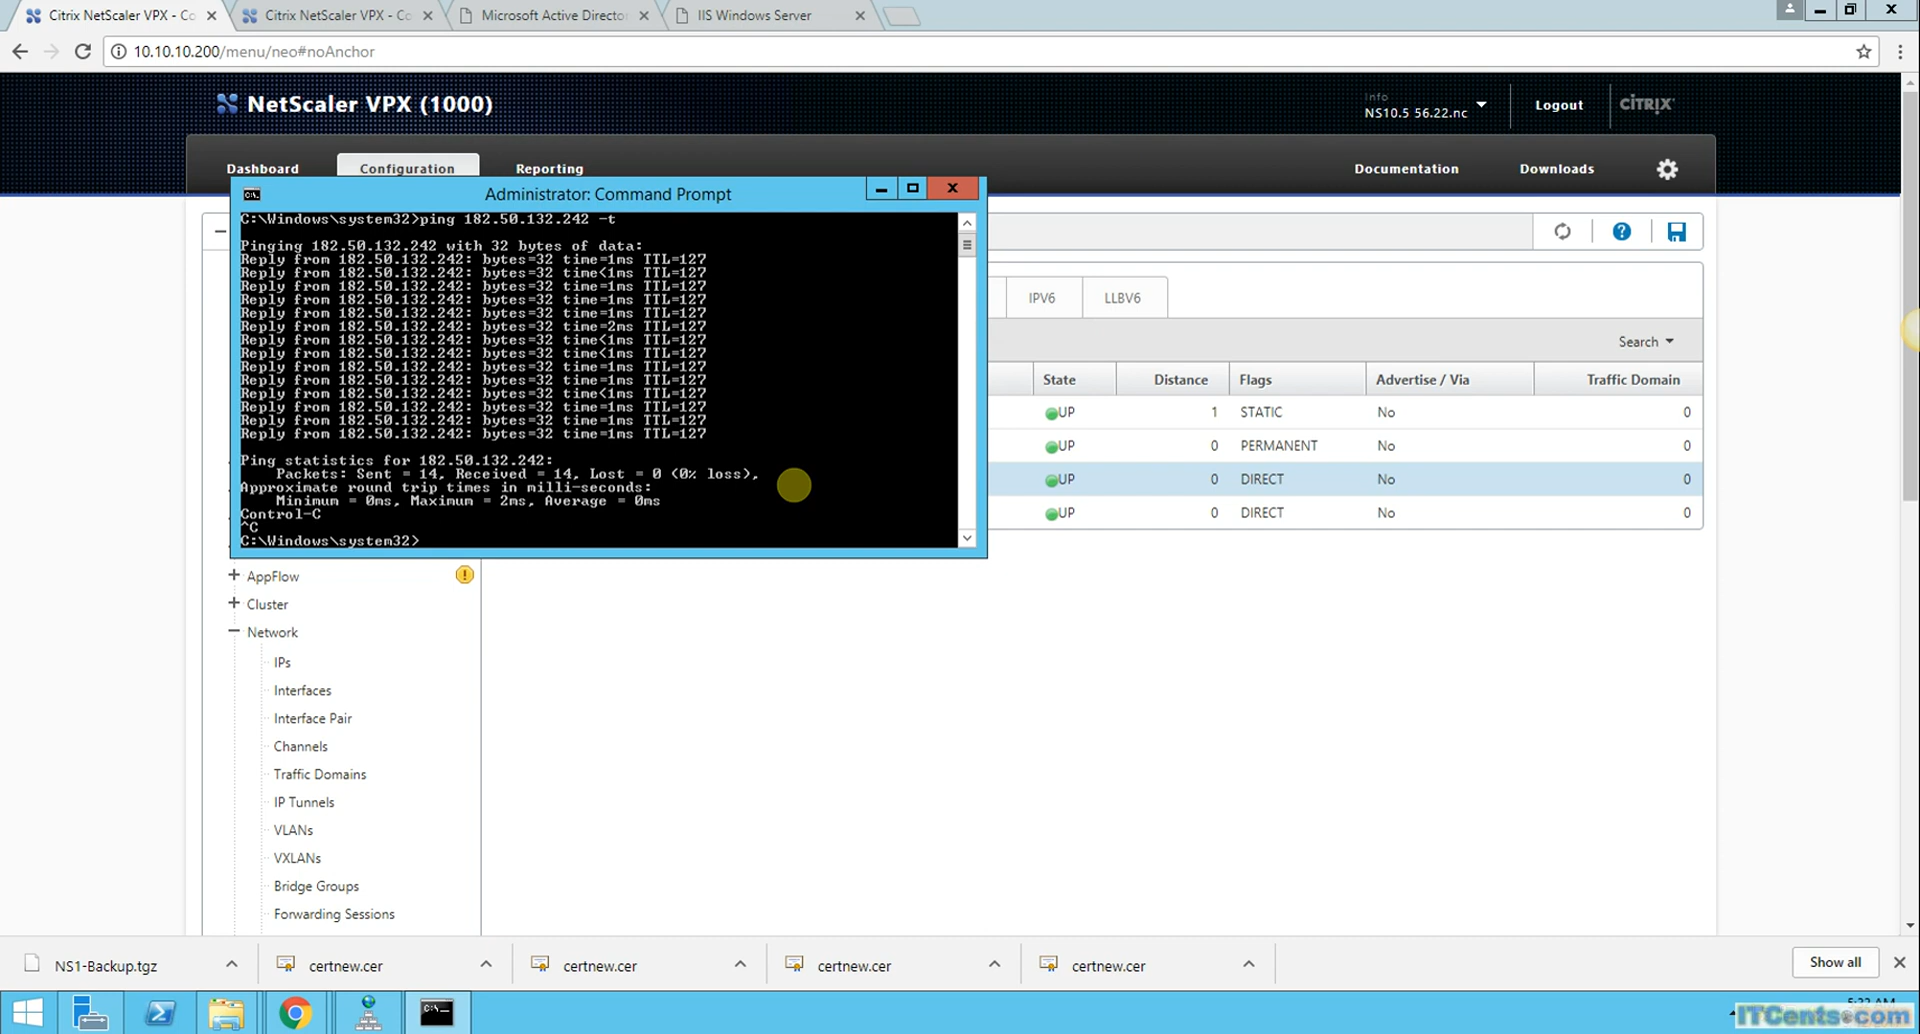 Citrix NetScaler VPX - Co
Citrix NetScaler VPX - Co
Microsoft Active Director
IIS Windows Server
10.10.10.200/menu/neo#noAnchor
NetScaler VPX (1000)
Info
NS10.5 56.22.nc
Logout
CITRIX
Dashboard
Configuration
Reporting
Documentation
Downloads
Administrator: Command Prompt
C:\Windows\system32>ping 182.50.132.242 -t
Pinging 182.50.132.242 with 32 bytes of data:
Reply from 182.50.132.242: bytes=32 time=1ms TTL=127
Reply from 182.50.132.242: bytes=32 time<1ms TTL=127
Reply from 182.50.132.242: bytes=32 time=1ms TTL=127
Reply from 182.50.132.242: bytes=32 time<1ms TTL=127
Reply from 182.50.132.242: bytes=32 time=1ms TTL=127
Reply from 182.50.132.242: bytes=32 time=2ms TTL=127
Reply from 182.50.132.242: bytes=32 time<1ms TTL=127
Reply from 182.50.132.242: bytes=32 time<1ms TTL=127
Reply from 182.50.132.242: bytes=32 time=1ms TTL=127
Reply from 182.50.132.242: bytes=32 time=1ms TTL=127
Reply from 182.50.132.242: bytes=32 time<1ms TTL=127
Reply from 182.50.132.242: bytes=32 time=1ms TTL=127
Reply from 182.50.132.242: bytes=32 time=1ms TTL=127
Reply from 182.50.132.242: bytes=32 time=1ms TTL=127
Ping statistics for 182.50.132.242:
Packets: Sent = 14, Received = 14, Lost = 0 (0% loss),
Approximate round trip times in milli-seconds:
Minimum = 0ms, Maximum = 2ms, Average = 0ms
Control-C
^C
C:\Windows\system32>
IPV6
LLBV6
Search
State
Distance
Flags
Advertise / Via
Traffic Domain
UP 1 STATIC No 0
UP 0 PERMANENT No 0
UP 0 DIRECT No 0
UP 0 DIRECT No 0
AppFlow
Cluster
Network
IPs
Interfaces
Interface Pair
Channels
Traffic Domains
IP Tunnels
VLANs
VXLANs
Bridge Groups
Forwarding Sessions
NS1-Backup.tgz
certnew.cer
certnew.cer
certnew.cer
certnew.cer
Show all
ITCents.com